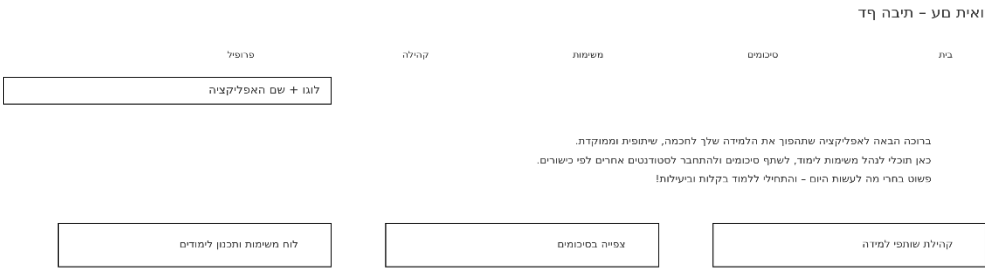 ואית םע – תיבה ףד
בית סיכומים משימות קהילה פרופיל
לוגו + שם האפליקציה
ברוכה הבאה לאפליקציה שתהפוך את הלמידה שלך לחכמה, שיתופית וממוקדת.
כאן תוכלי לנהל משימות לימוד, לשתף סיכומים ולהתחבר לסטודנטים אחרים לפי כישורים.
פשוט בחרי מה לעשות היום – והתחילי ללמוד בקלות וביעילות!
קהילת שותפי למידה צפייה בסיכומים לוח משימות ותכנון לימודים